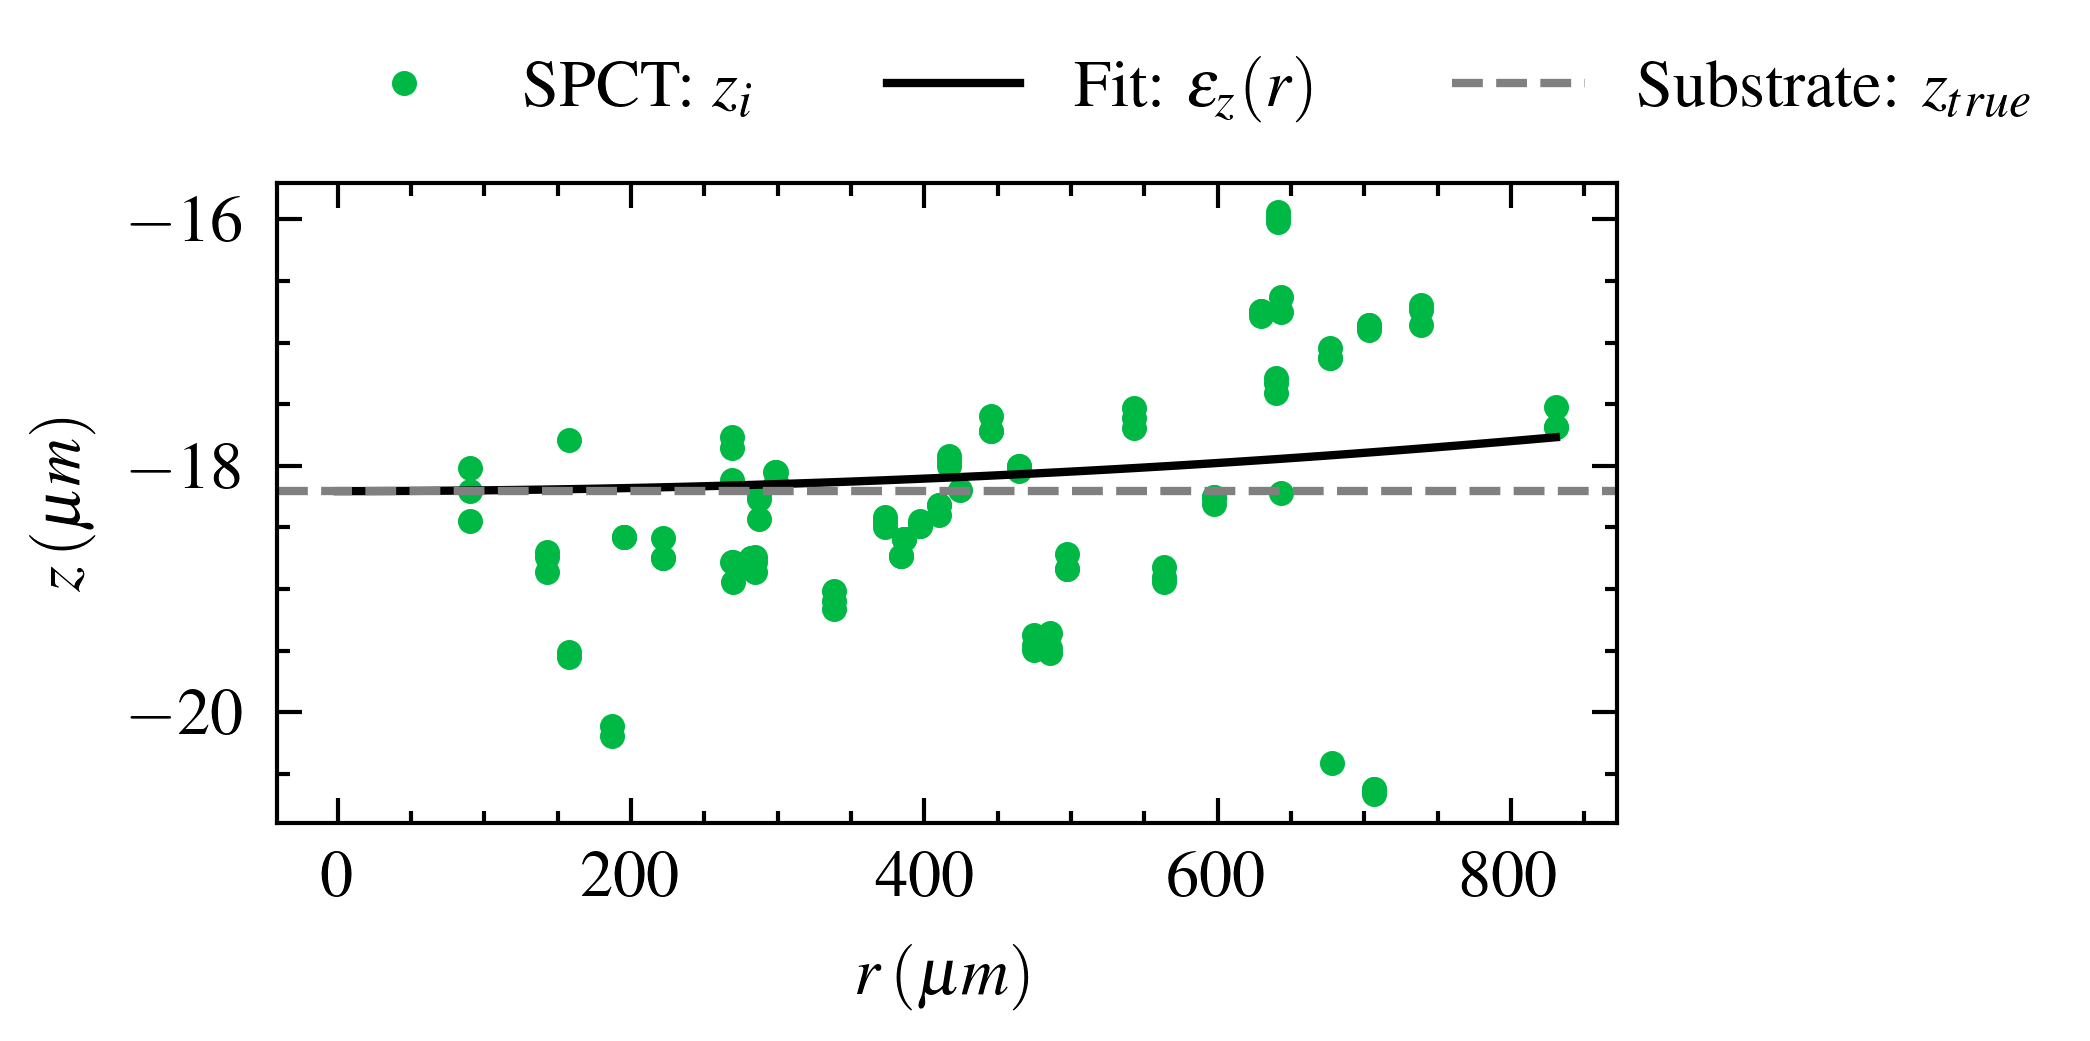 SPCT: z_i Fit: ε_z(r) Substrate: z_true
−16
−18
−20
z (μm)
0 200 400 600 800
r (μm)